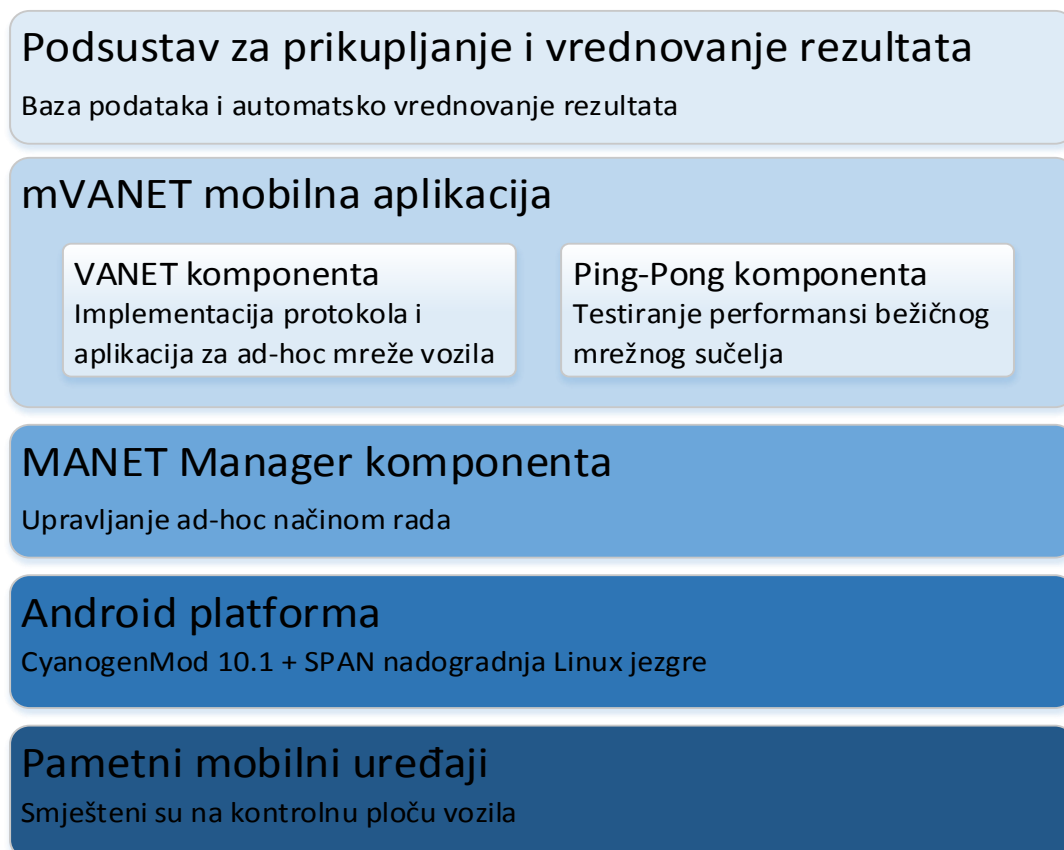 Podsustav za prikupljanje i vrednovanje rezultata
Baza podataka i automatsko vrednovanje rezultata
mVANET mobilna aplikacija
VANET komponenta
Implementacija protokola i
aplikacija za ad-hoc mreže vozila
Ping-Pong komponenta
Testiranje performansi bežičnog
mrežnog sučelja
MANET Manager komponenta
Upravljanje ad-hoc načinom rada
Android platforma
CyanogenMod 10.1 + SPAN nadogradnja Linux jezgre
Pametni mobilni uređaji
Smješteni su na kontrolnu ploču vozila